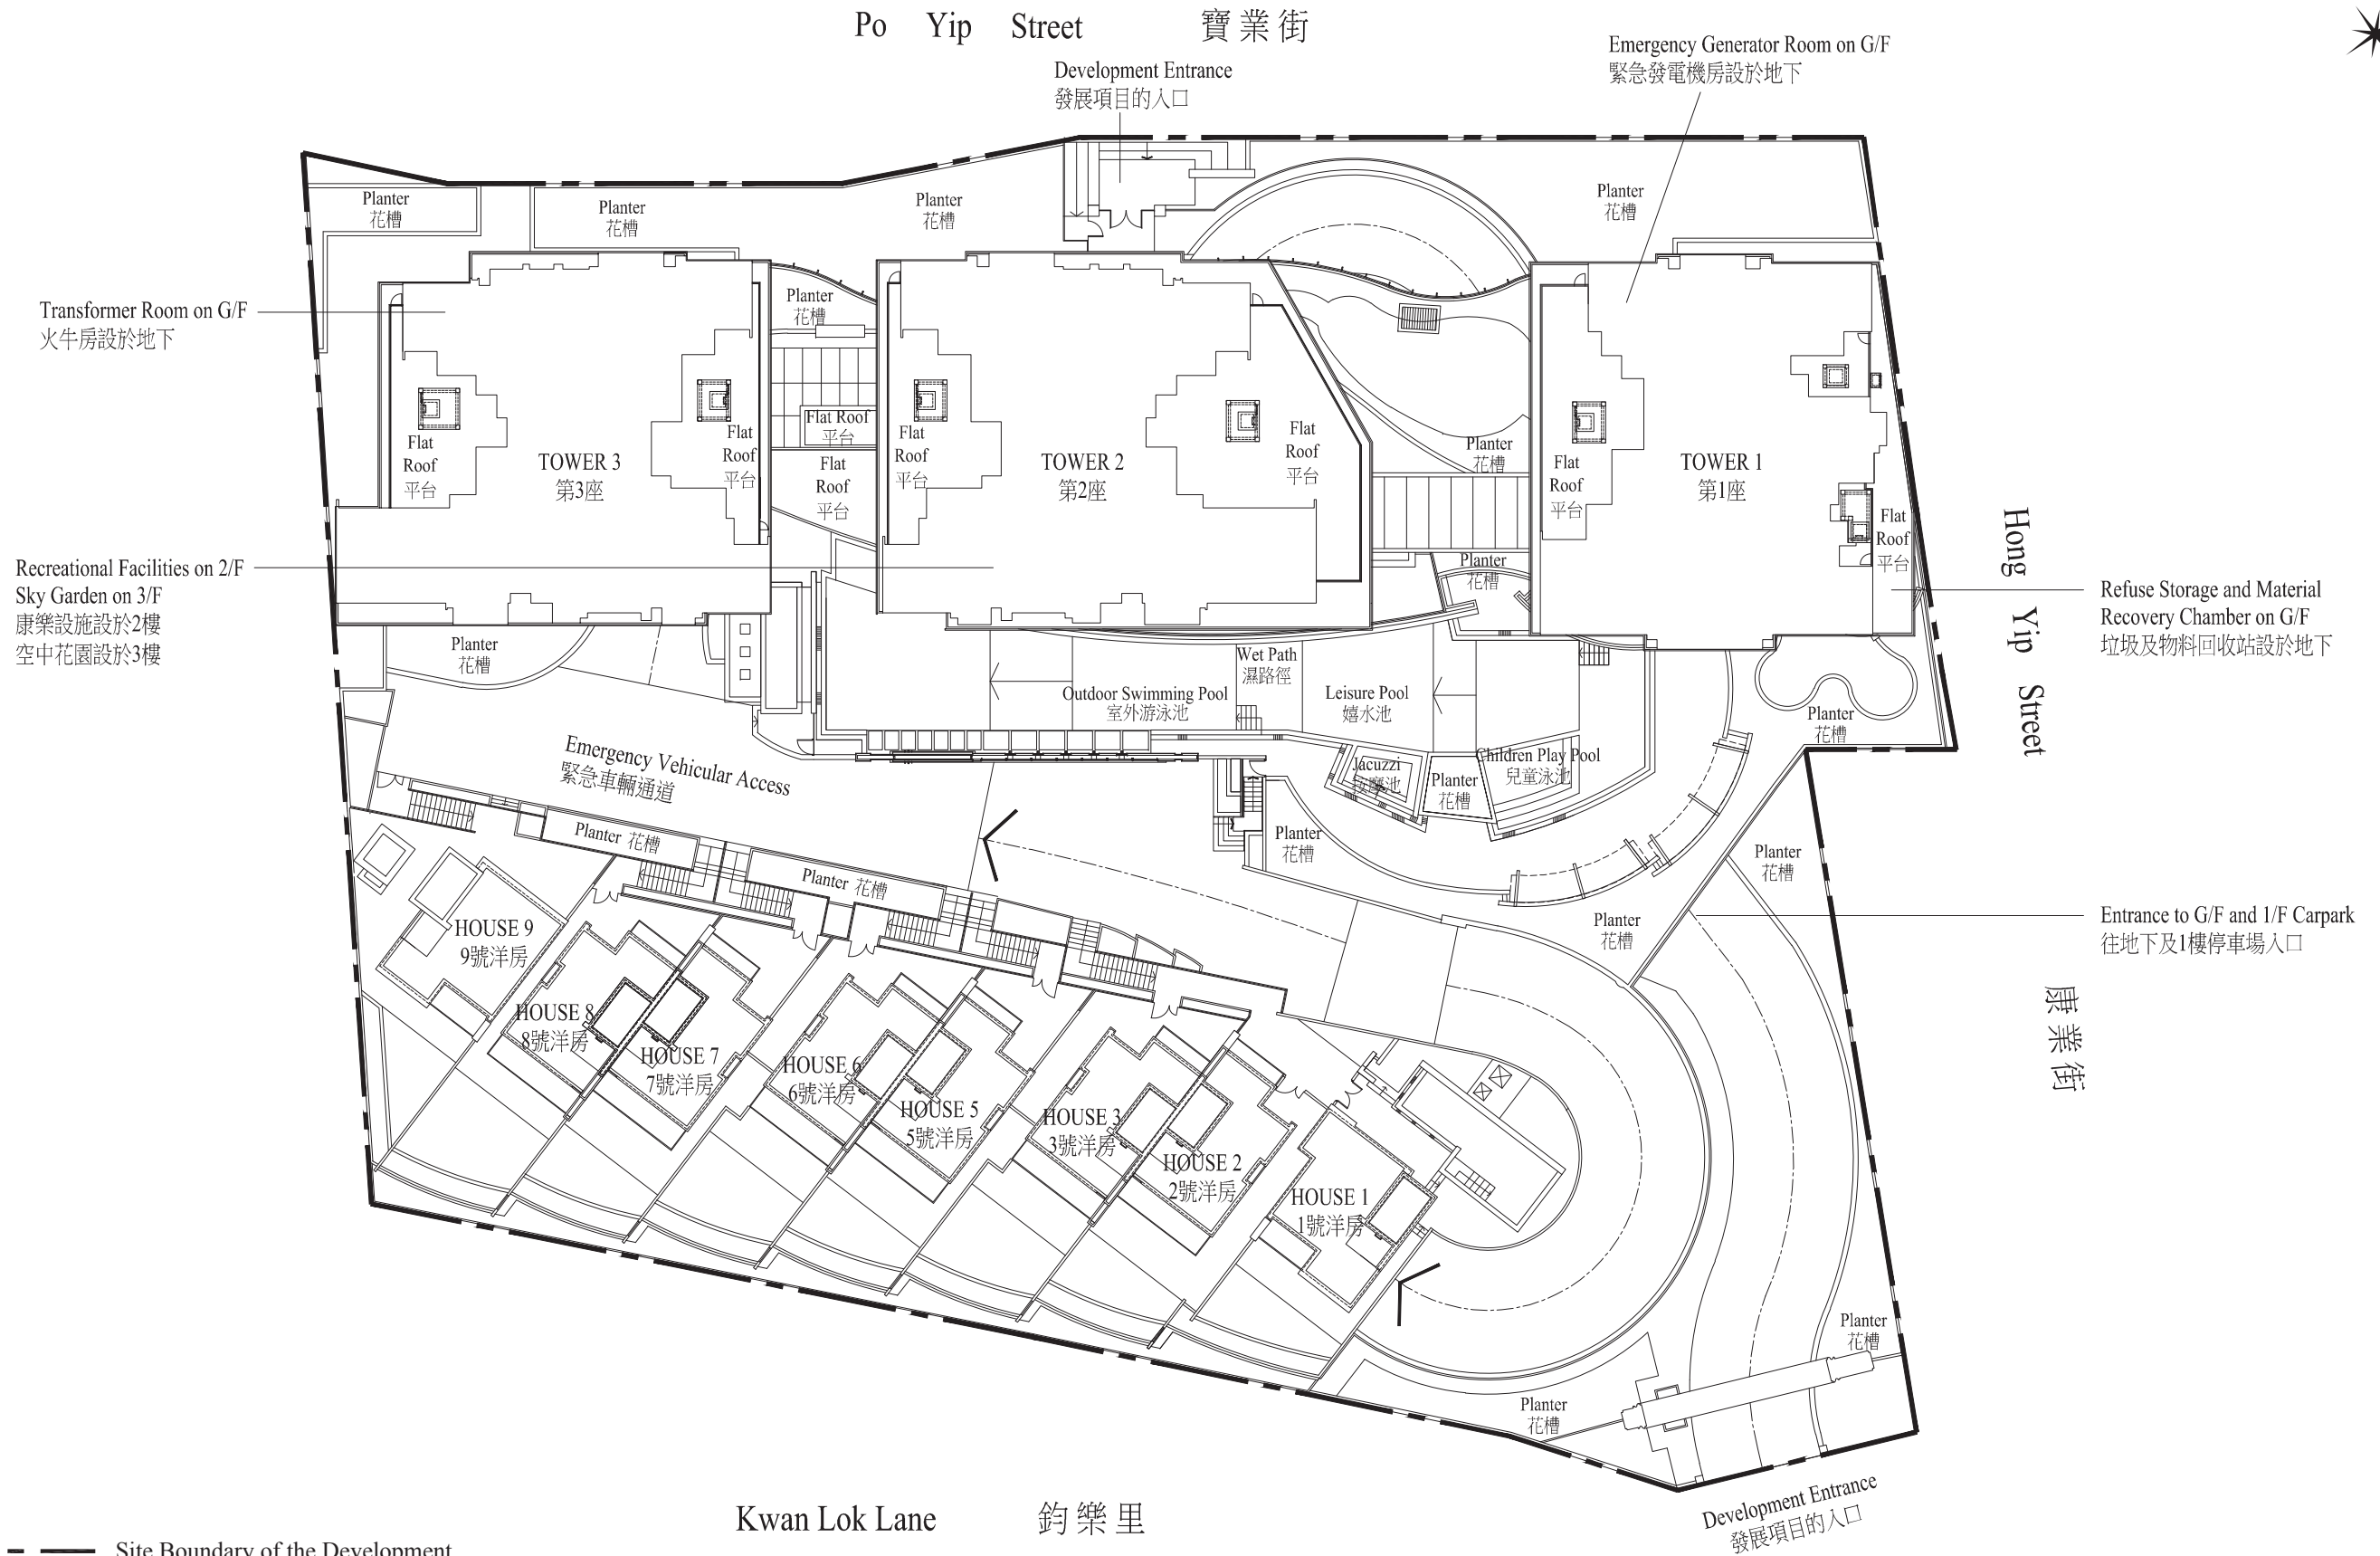 Po Yip Street 寶業街
Development Entrance
發展項目的入口
Emergency Generator Room on G/F
緊急發電機房設於地下
Planter
花槽
Planter
花槽
Planter
花槽
Planter
花槽
Transformer Room on G/F
火牛房設於地下
Planter
花槽
Flat Roof
平台
Flat
Roof
平台
TOWER 3
第3座
Flat
Roof
平台
Flat
Roof
平台
Flat
Roof
平台
TOWER 2
第2座
Flat
Roof
平台
Planter
花槽
Flat
Roof
平台
TOWER 1
第1座
Flat
Roof
平台
Hong Yip Street
康業街
Recreational Facilities on 2/F
Sky Garden on 3/F
康樂設施設於2樓
空中花園設於3樓
Planter
花槽
Refuse Storage and Material
Recovery Chamber on G/F
垃圾及物料回收站設於地下
Planter
花槽
Wet Path
濕路徑
Outdoor Swimming Pool
室外游泳池
Leisure Pool
嬉水池
Planter
花槽
Emergency Vehicular Access
緊急車輛通道
Jacuzzi
按摩池
Planter
花槽
Children Play Pool
兒童泳池
Planter 花槽
Planter
花槽
Planter
花槽
Planter 花槽
Planter
花槽
Entrance to G/F and 1/F Carpark
往地下及1樓停車場入口
HOUSE 9
9號洋房
HOUSE 8
8號洋房
HOUSE 7
7號洋房
HOUSE 6
6號洋房
HOUSE 5
5號洋房
HOUSE 3
3號洋房
HOUSE 2
2號洋房
HOUSE 1
1號洋房
Planter
花槽
Planter
花槽
Development Entrance
發展項目的入口
Kwan Lok Lane 鈞樂里
Site Boundary of the Development